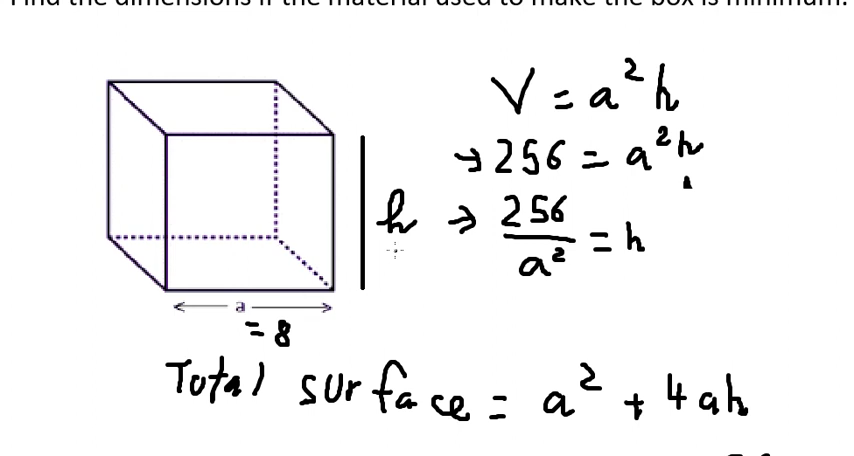 Find the dimensions if the material used to make the box is minimum.
V = a²h
→ 256 = a²h
h → 256/a² = h
a
= 8
Total surface = a² + 4ah